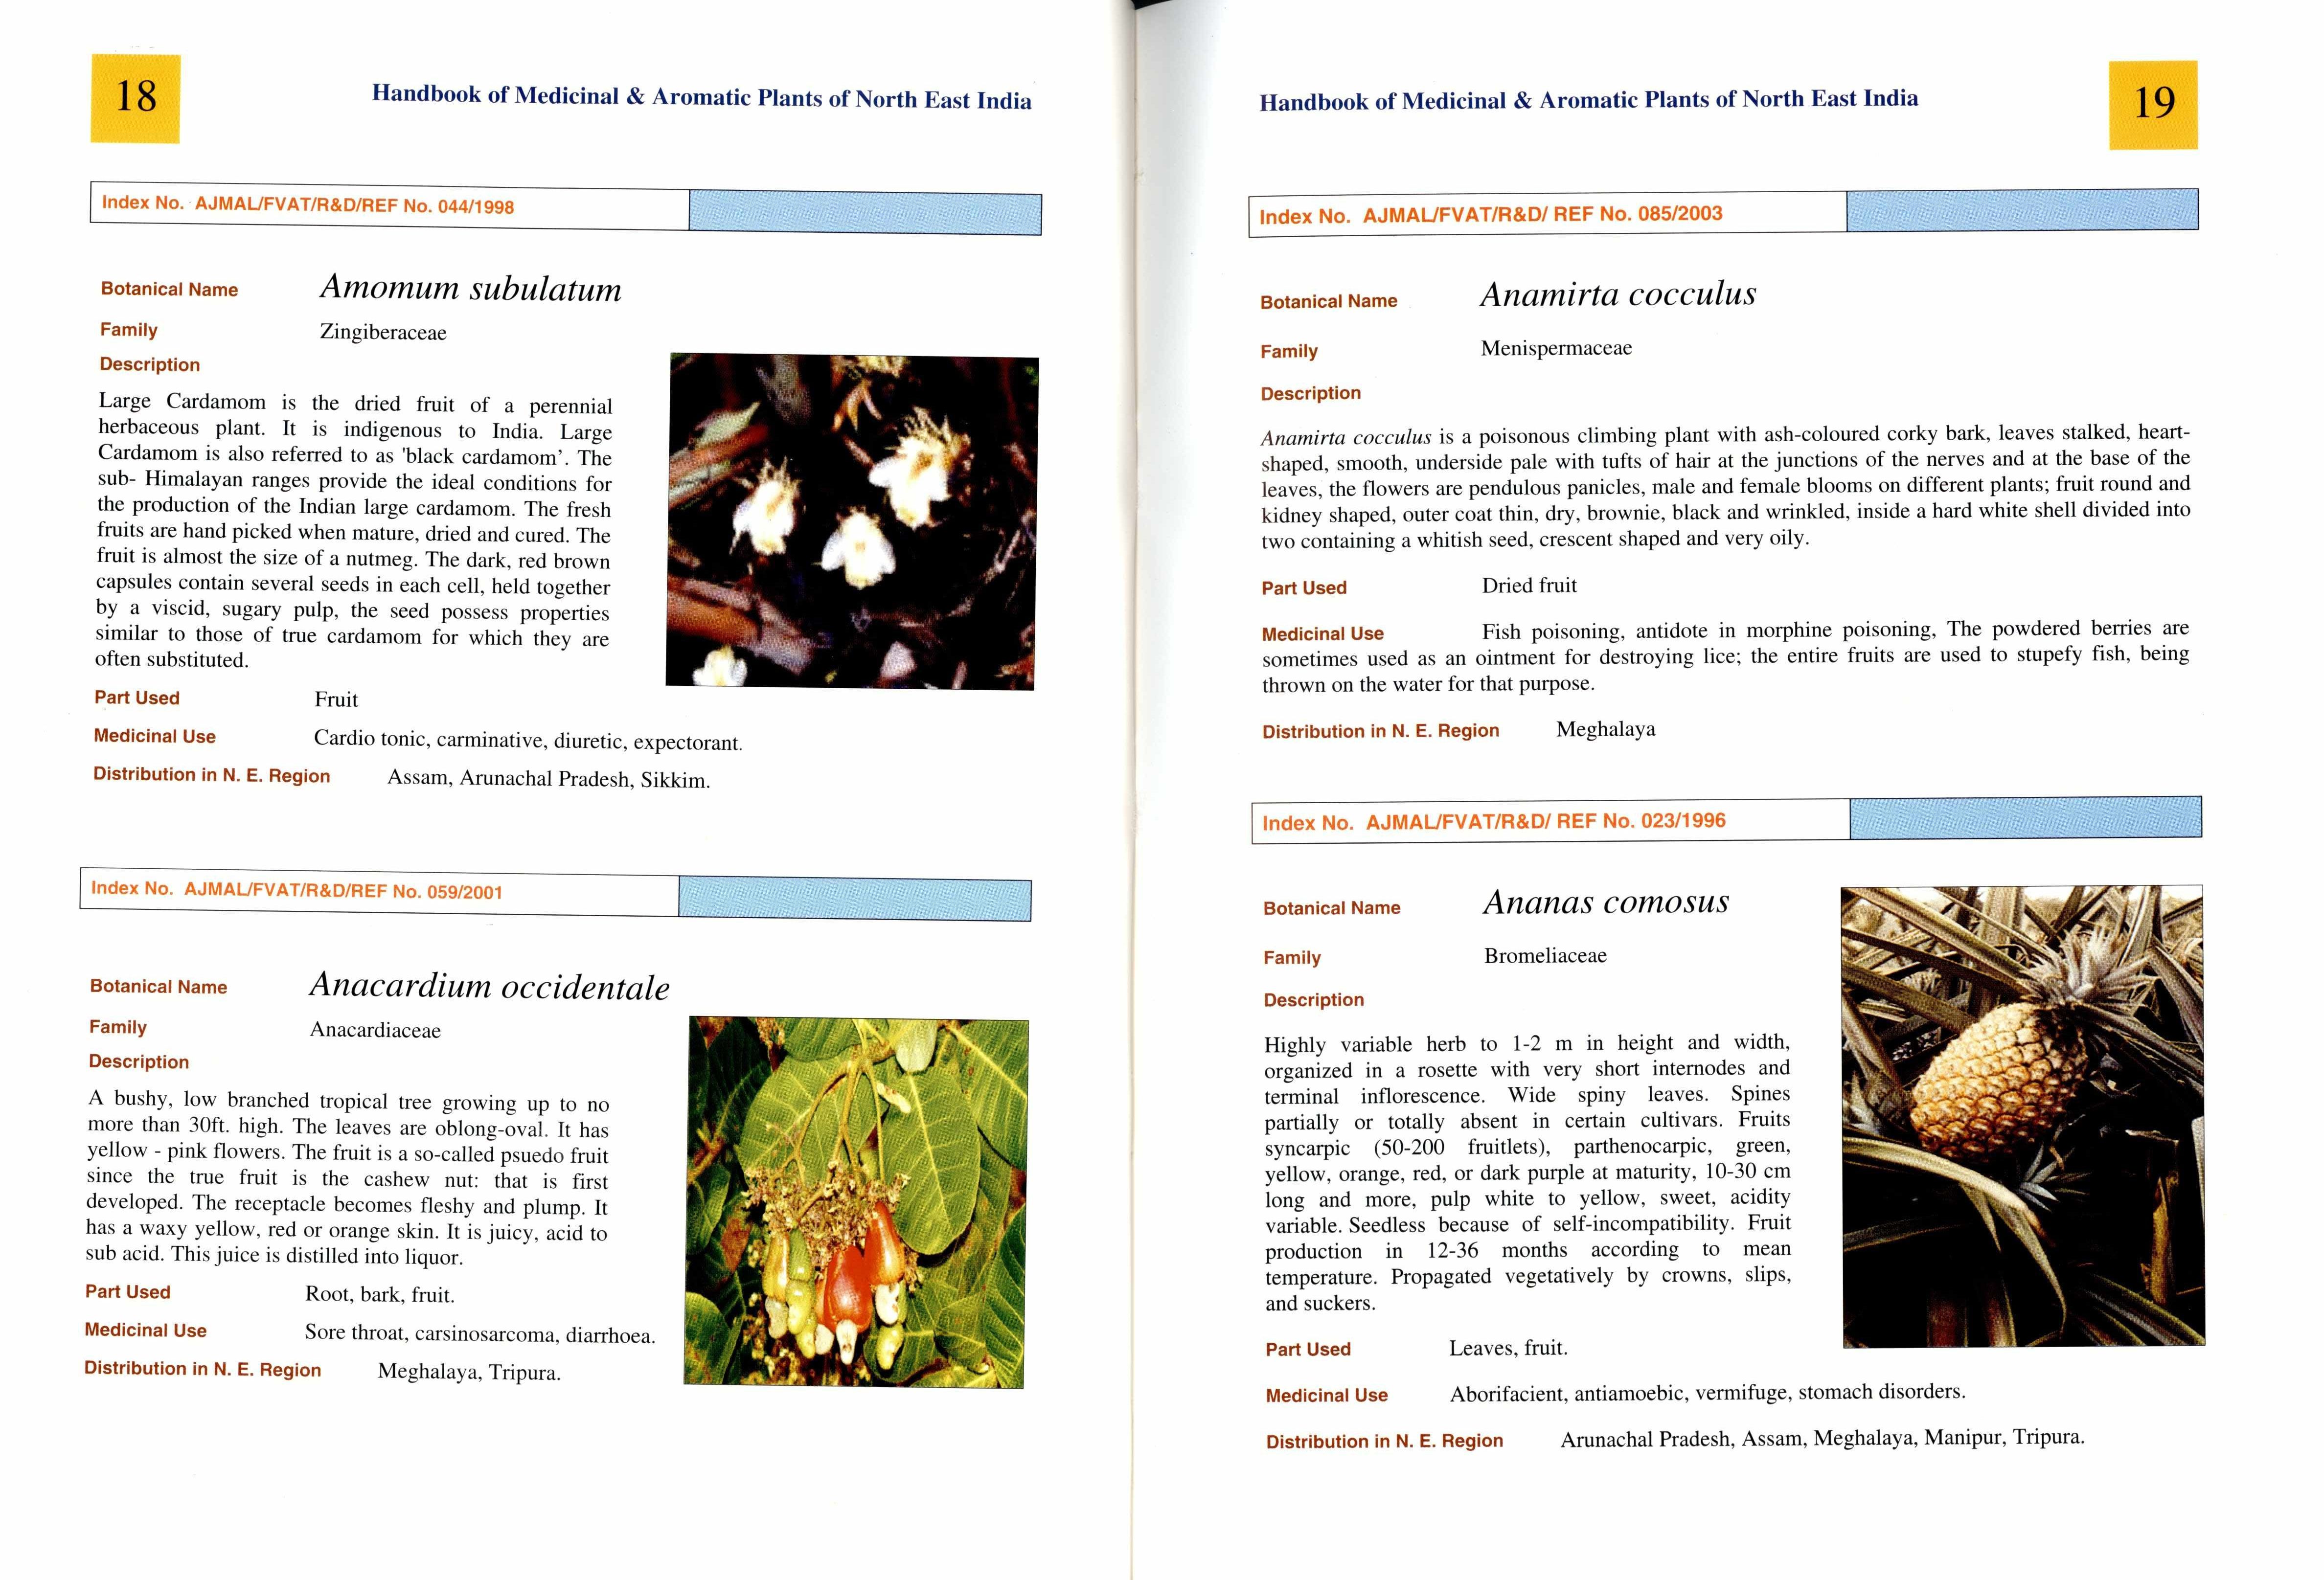 18
Handbook of Medicinal & Aromatic Plants of North East India
Index No. AJMAL/FVAT/R&D/REF No. 044/1998
Botanical Name Amomum subulatum
Family Zingiberaceae
Description
Large Cardamom is the dried fruit of a perennial
herbaceous plant. It is indigenous to India. Large
Cardamom is also referred to as 'black cardamom’. The
sub- Himalayan ranges provide the ideal conditions for
the production of the Indian large cardamom. The fresh
fruits are hand picked when mature, dried and cured. The
fruit is almost the size of a nutmeg. The dark, red brown
capsules contain several seeds in each cell, held together
by a viscid, sugary pulp, the seed possess properties
similar to those of true cardamom for which they are
often substituted.
Part Used Fruit
Medicinal Use Cardio tonic, carminative, diuretic, expectorant.
Distribution in N. E. Region Assam, Arunachal Pradesh, Sikkim.
Index No. AJMAL/FVAT/R&D/REF No. 059/2001
Botanical Name Anacardium occidentale
Family Anacardiaceae
Description
A bushy, low branched tropical tree growing up to no
more than 30ft. high. The leaves are oblong-oval. It has
yellow - pink flowers. The fruit is a so-called psuedo fruit
since the true fruit is the cashew nut: that is first
developed. The receptacle becomes fleshy and plump. It
has a waxy yellow, red or orange skin. It is juicy, acid to
sub acid. This juice is distilled into liquor.
Part Used Root, bark, fruit.
Medicinal Use Sore throat, carsinosarcoma, diarrhoea.
Distribution in N. E. Region Meghalaya, Tripura.
Handbook of Medicinal & Aromatic Plants of North East India
19
Index No. AJMAL/FVAT/R&D/ REF No. 085/2003
Botanical Name Anamirta cocculus
Family Menispermaceae
Description
Anamirta cocculus is a poisonous climbing plant with ash-coloured corky bark, leaves stalked, heart-
shaped, smooth, underside pale with tufts of hair at the junctions of the nerves and at the base of the
leaves, the flowers are pendulous panicles, male and female blooms on different plants; fruit round and
kidney shaped, outer coat thin, dry, brownie, black and wrinkled, inside a hard white shell divided into
two containing a whitish seed, crescent shaped and very oily.
Part Used Dried fruit
Medicinal Use Fish poisoning, antidote in morphine poisoning, The powdered berries are
sometimes used as an ointment for destroying lice; the entire fruits are used to stupefy fish, being
thrown on the water for that purpose.
Distribution in N. E. Region Meghalaya
Index No. AJMAL/FVAT/R&D/ REF No. 023/1996
Botanical Name Ananas comosus
Family Bromeliaceae
Description
Highly variable herb to 1-2 m in height and width,
organized in a rosette with very short internodes and
terminal inflorescence. Wide spiny leaves. Spines
partially or totally absent in certain cultivars. Fruits
syncarpic (50-200 fruitlets), parthenocarpic, green,
yellow, orange, red, or dark purple at maturity, 10-30 cm
long and more, pulp white to yellow, sweet, acidity
variable. Seedless because of self-incompatibility. Fruit
production in 12-36 months according to mean
temperature. Propagated vegetatively by crowns, slips,
and suckers.
Part Used Leaves, fruit.
Medicinal Use Aborifacient, antiamoebic, vermifuge, stomach disorders.
Distribution in N. E. Region Arunachal Pradesh, Assam, Meghalaya, Manipur, Tripura.